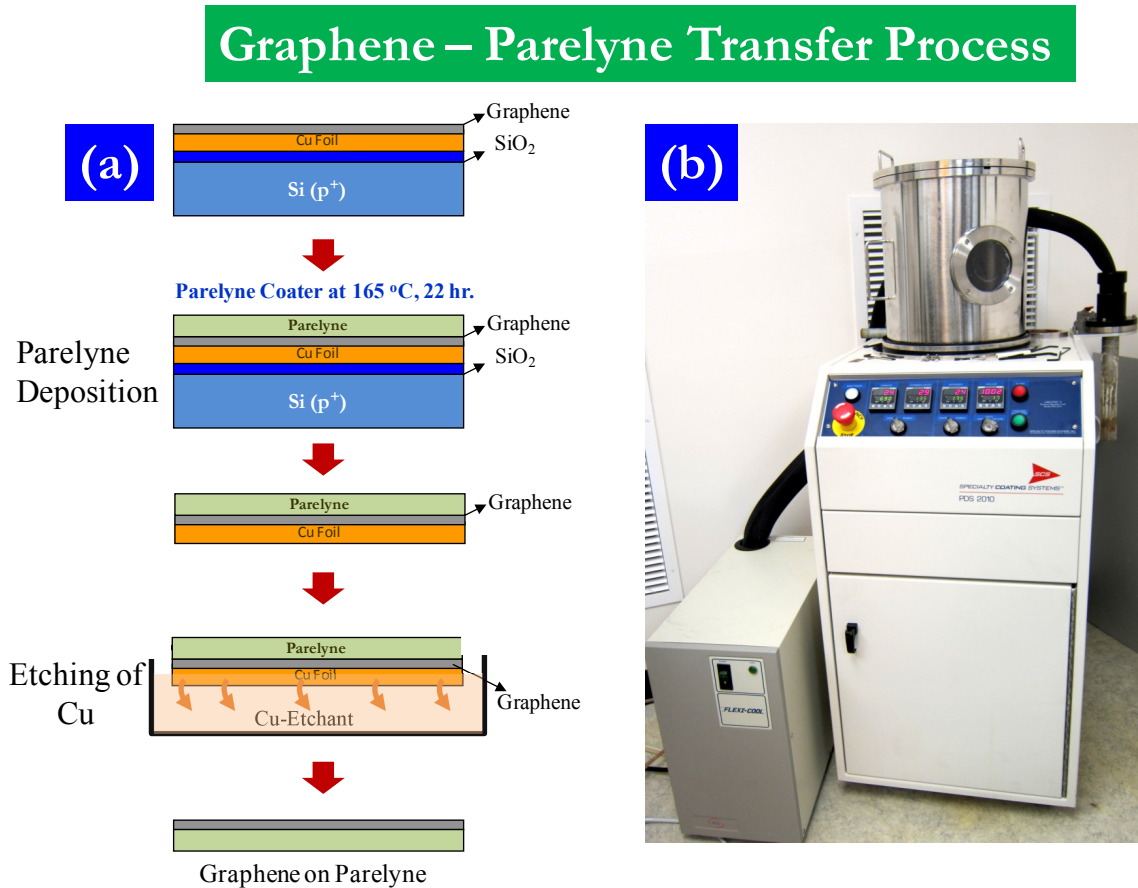 Graphene – Parelyne Transfer Process
(a)
Graphene
Cu Foil
SiO2
Si (p+)
Parelyne Coater at 165 oC, 22 hr.
Parelyne
Deposition
Parelyne
Graphene
Cu Foil
SiO2
Si (p+)
Parelyne
Graphene
Cu Foil
Etching of
Cu
Parelyne
Cu Foil
Graphene
Cu-Etchant
Graphene on Parelyne
(b)
SCS
SPECIALTY COATING SYSTEMS™
PDS 2010
FLEXI-COOL